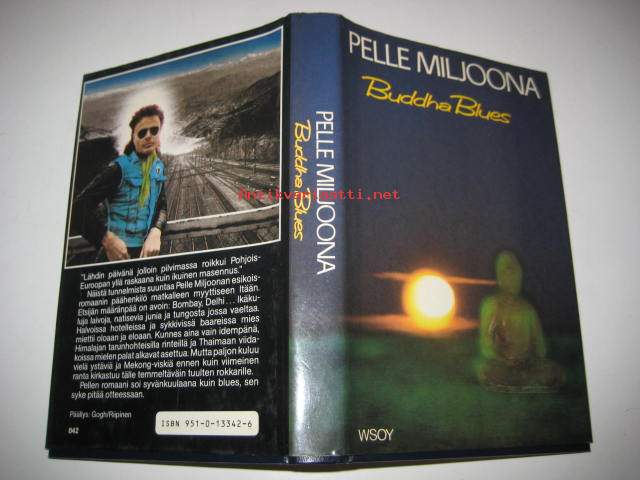 PELLE MILJOONA
Buddha Blues
WSOY
PELLE MILJOONA
Buddha Blues
"Lähdin päivänä jolloin pilvimassa roikkui Pohjois-
Euroopan yllä raskaana kuin ikuinen masennus."
Näistä tunnelmista suuntaa Pelle Miljoonan esikois-
romaanin päähenkilö matkalleen myyttiseen Itään.
Etsijän määränpää on avoin: Bombay, Delhi... Ikäku-
luja laivoja, natisevia junia ja tungosta jossa vaeltaa.
Halvoissa hotelleissa ja sykkivissä baareissa mies
miettii oloaan ja eloaan. Kunnes aina vain idempänä,
Himalajan tarunhohteisilla rinteillä ja Thaimaan viida-
koissa mielen palat alkavat asettua. Mutta paljon kuluu
vielä ystäviä ja Mekong-viskiä ennen kuin viimeinen
ranta kirkastuu tälle temmeltäväin tuulten rokkarille.
Pellen romaani soi syvänkuulaana kuin blues, sen
syke pitää otteessaan.
Päällys: Gogh/Riipinen
842
ISBN 951-0-13342-6
antikvariaatti.net